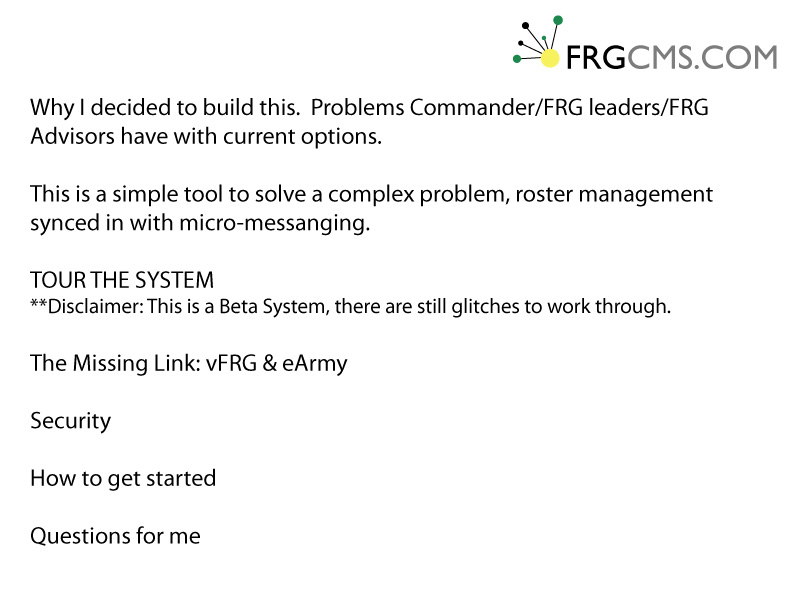 FRGCMS.COM
Why I decided to build this.  Problems Commander/FRG leaders/FRG
Advisors have with current options.
This is a simple tool to solve a complex problem, roster management
synced in with micro-messanging.
TOUR THE SYSTEM
**Disclaimer: This is a Beta System, there are still glitches to work through.
The Missing Link: vFRG & eArmy
Security
How to get started
Questions for me